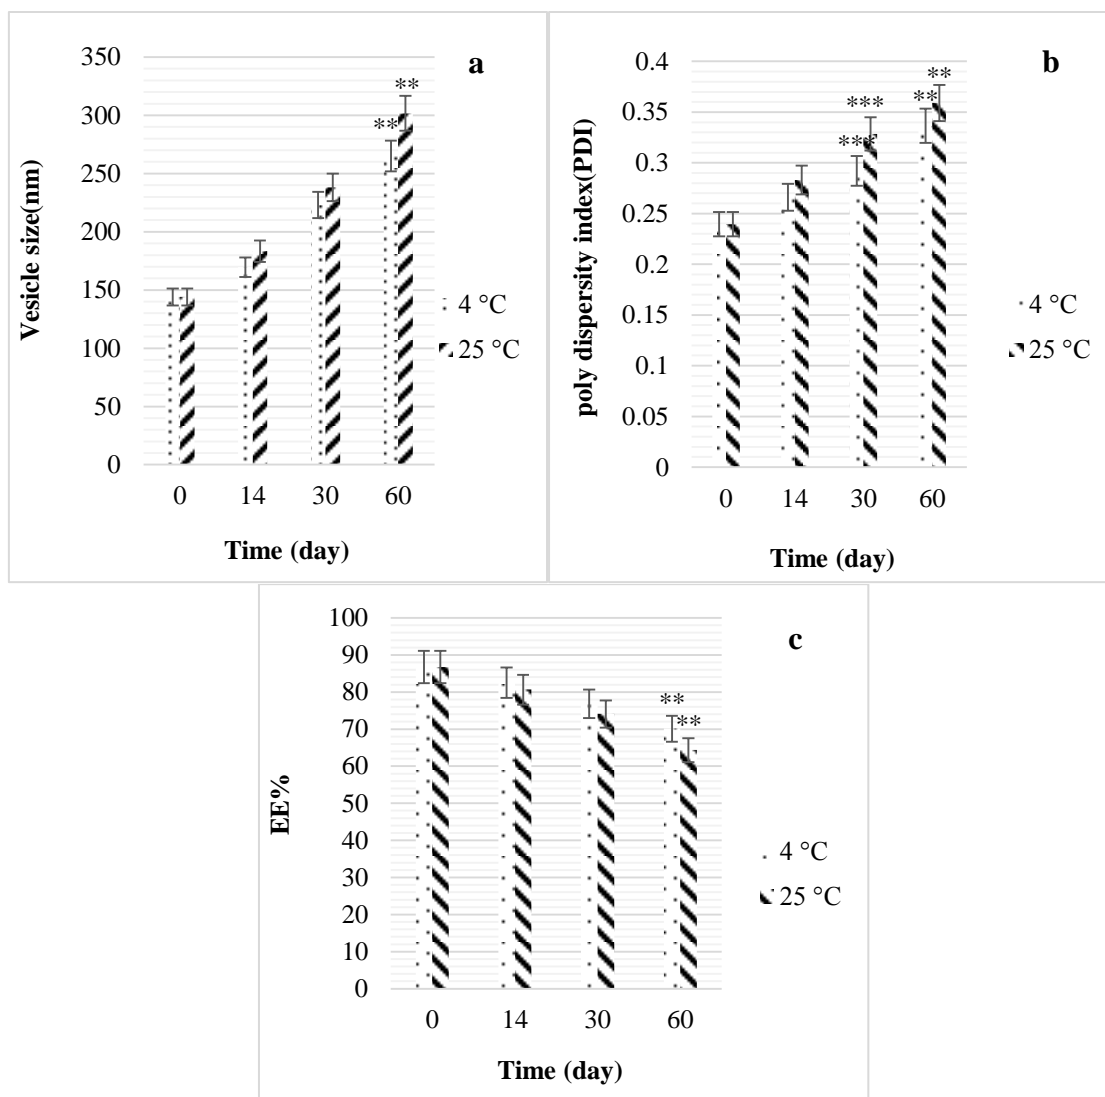 a
350
300
250
200
150
100
50
0
Vesicle size(nm)
** **
0 14 30 60
Time (day)
4 °C
25 °C
b
0.4
0.35
0.3
0.25
0.2
0.15
0.1
0.05
0
poly dispersity index(PDI)
*** *** ** **
0 14 30 60
Time (day)
4 °C
25 °C
c
100
90
80
70
60
50
40
30
20
10
0
EE%
** **
0 14 30 60
Time (day)
4 °C
25 °C